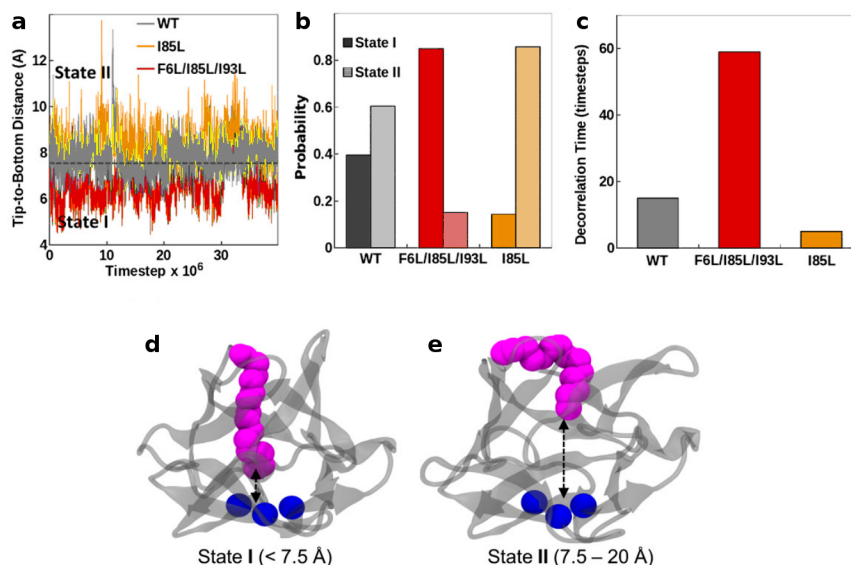 a
Tip-to-Bottom Distance (A)
12
10
8
6
4
WT
I85L
F6L/I85L/I93L
State II
State I
0
10
20
30
Timestep x 10⁶
b
Probability
0.8
0.6
0.4
0.2
0
State I
State II
WT
F6L/I85L/I93L
I85L
c
Decorrelation Time (timesteps)
60
40
20
0
WT
F6L/I85L/I93L
I85L
d
State I (< 7.5 Å)
e
State II (7.5 – 20 Å)